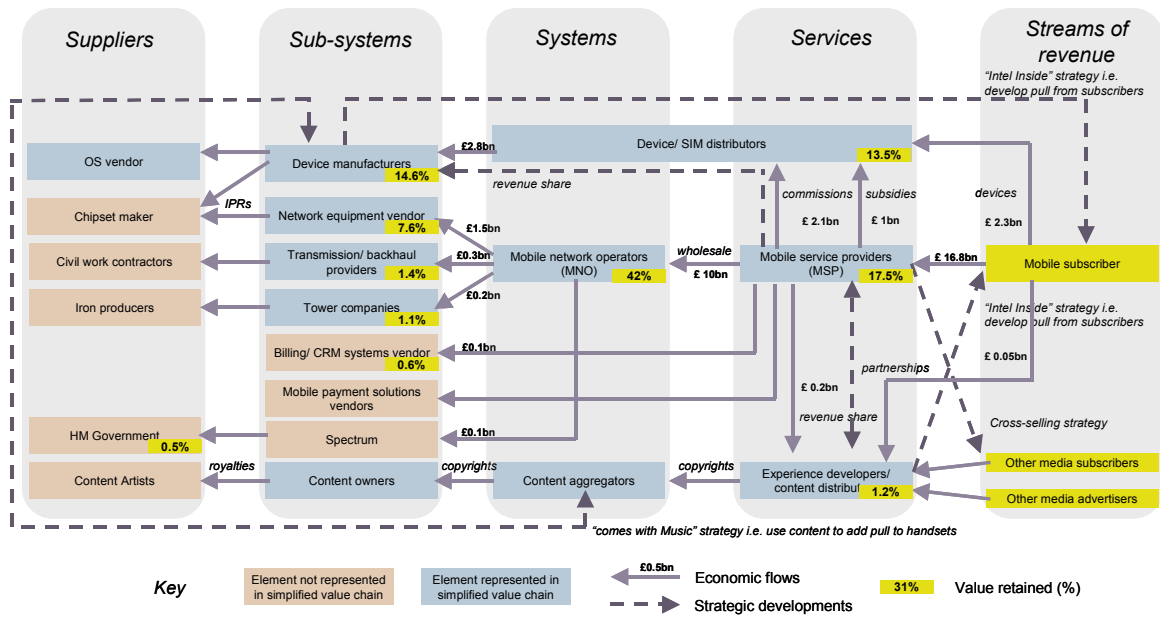 Suppliers
Sub-systems
Systems
Services
Streams of
revenue
"Intel Inside" strategy i.e.
develop pull from subscribers
OS vendor
Device manufacturers
14.6%
£2.8bn
Device/ SIM distributors
13.5%
revenue share
commissions
subsidies
devices
£ 2.1bn
£ 1bn
£ 2.3bn
IPRs
Chipset maker
Network equipment vendor
7.6%
£1.5bn
Civil work contractors
Transmission/ backhaul
providers
1.4%
£0.3bn
Mobile network operators
(MNO)
42%
wholesale
£ 10bn
Mobile service providers
(MSP)
17.5%
£ 16.8bn
Mobile subscriber
Iron producers
Tower companies
1.1%
£0.2bn
"Intel Inside" strategy i.e.
develop pull from subscribers
Billing/ CRM systems vendor
0.6%
£0.1bn
£ 0.05bn
partnerships
£ 0.2bn
Mobile payment solutions
vendors
revenue share
Cross-selling strategy
HM Government
0.5%
Spectrum
£0.1bn
royalties
copyrights
copyrights
Content Artists
Content owners
Content aggregators
Experience developers/
content distribut
1.2%
Other media subscribers
Other media advertisers
"comes with Music" strategy i.e. use content to add pull to handsets
Key
Element not represented
in simplified value chain
Element represented in
simplified value chain
£0.5bn
Economic flows
Strategic developments
31%
Value retained (%)